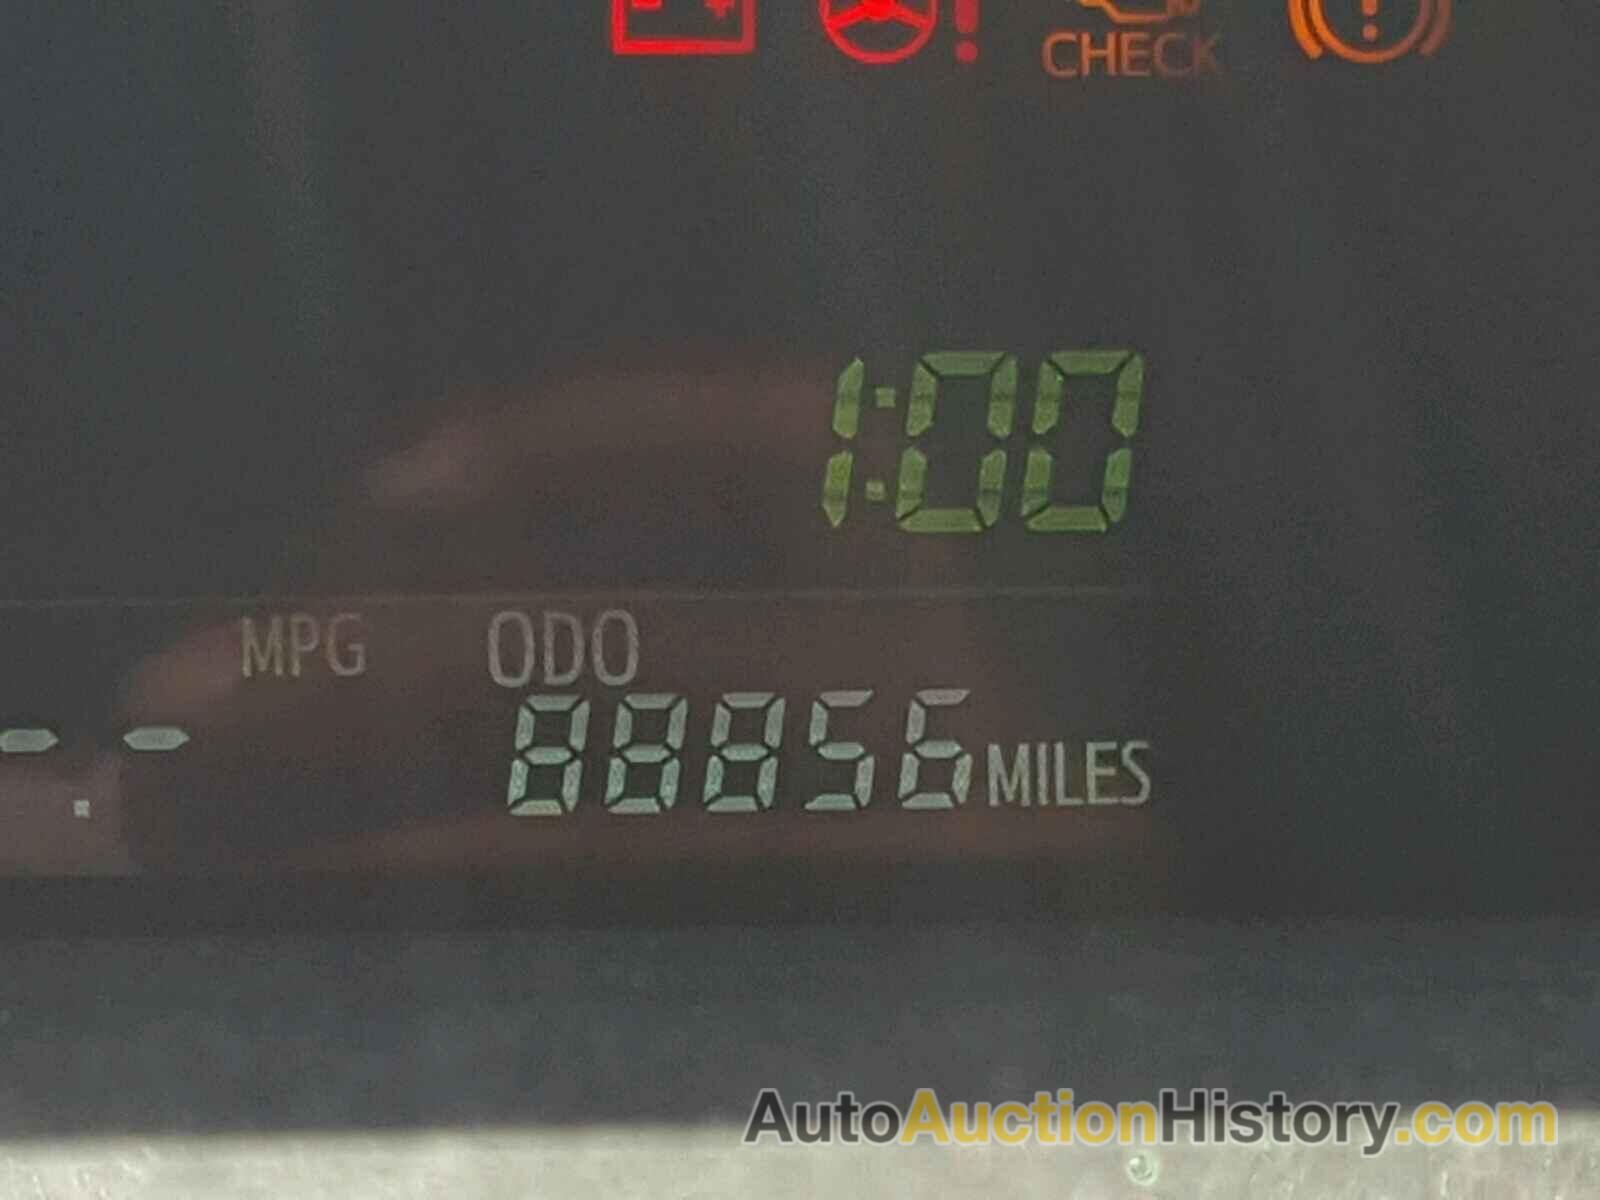 CHECK
1:00
MPG ODO
--.- 88856 MILES
AutoAuctionHistory.com